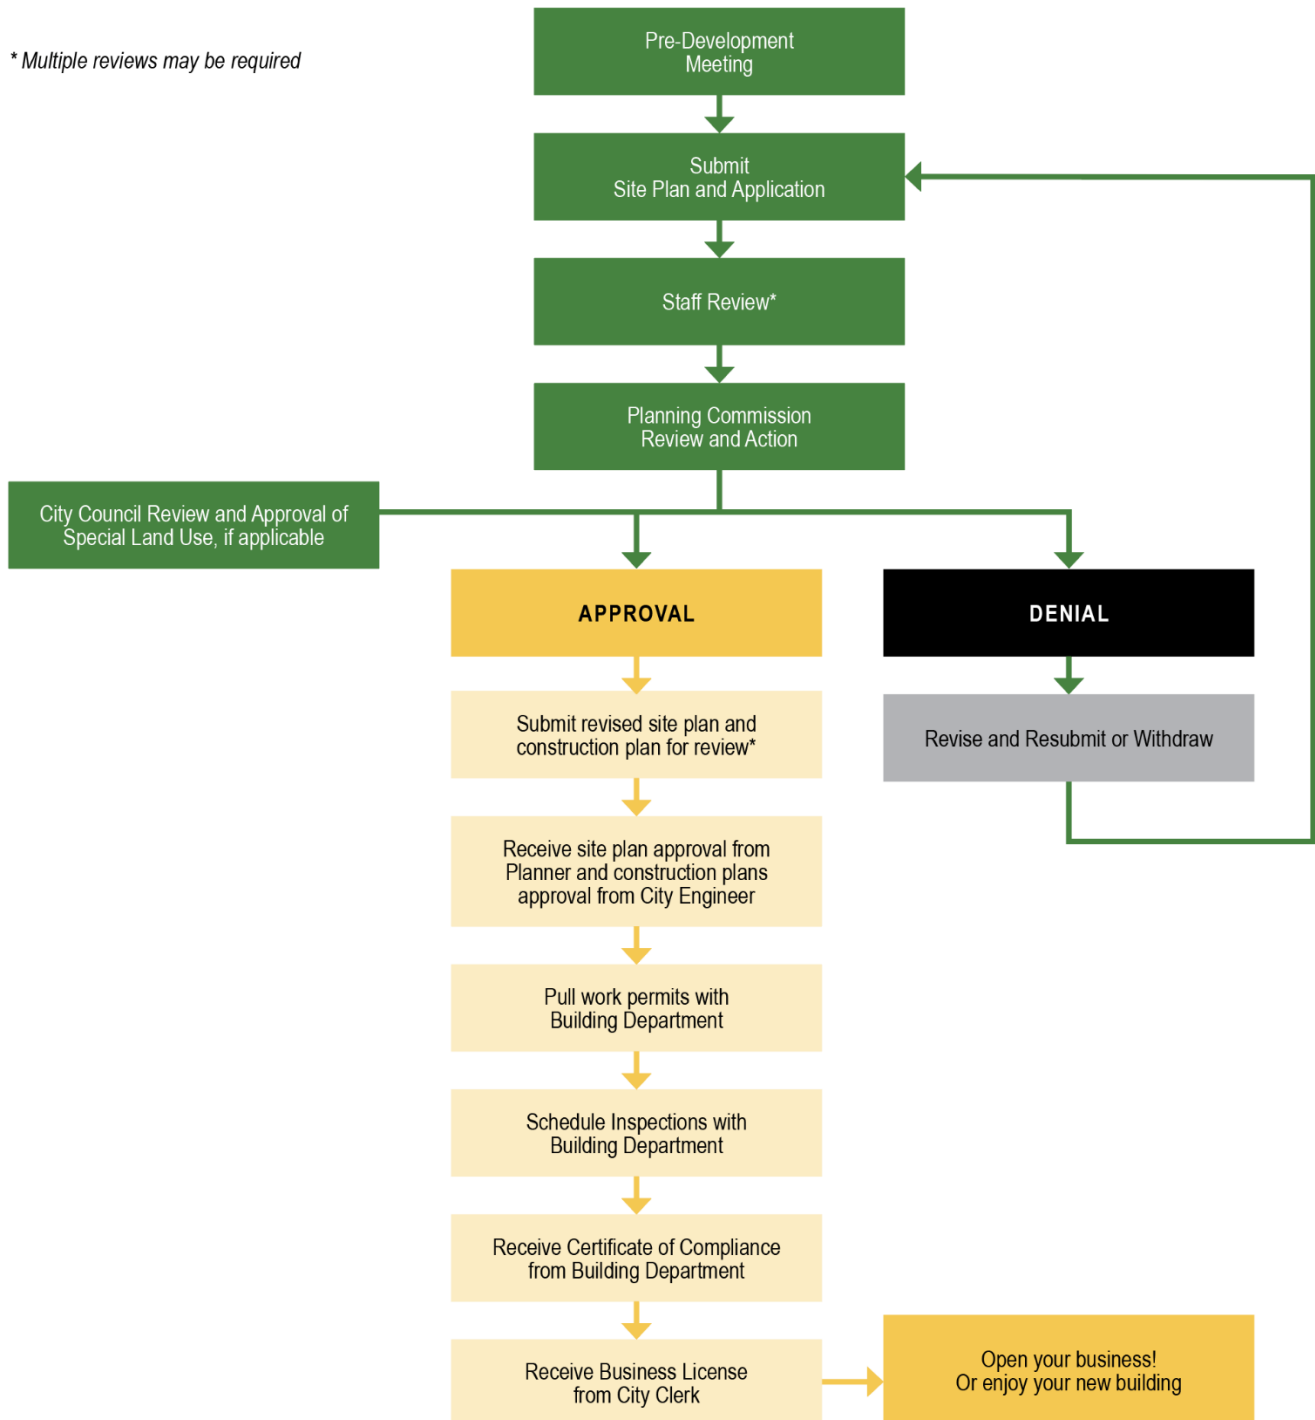 * Multiple reviews may be required
Pre-Development
Meeting
Submit
Site Plan and Application
Staff Review*
Planning Commission
Review and Action
City Council Review and Approval of
Special Land Use, if applicable
APPROVAL
DENIAL
Submit revised site plan and
construction plan for review*
Revise and Resubmit or Withdraw
Receive site plan approval from
Planner and construction plans
approval from City Engineer
Pull work permits with
Building Department
Schedule Inspections with
Building Department
Receive Certificate of Compliance
from Building Department
Receive Business License
from City Clerk
Open your business!
Or enjoy your new building